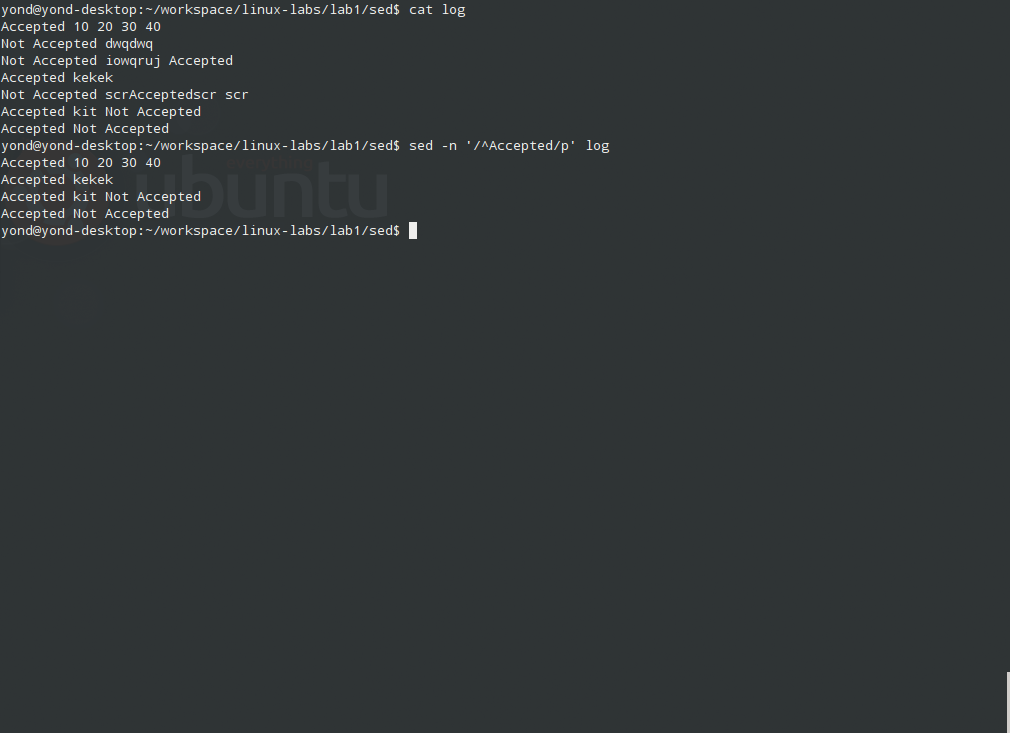 yond@yond-desktop:~/workspace/linux-labs/lab1/sed$ cat log
Accepted 10 20 30 40
Not Accepted dwqdwq
Not Accepted iowqruj Accepted
Accepted kekek
Not Accepted scrAcceptedscr scr
Accepted kit Not Accepted
Accepted Not Accepted
yond@yond-desktop:~/workspace/linux-labs/lab1/sed$ sed -n '/^Accepted/p' log
Accepted 10 20 30 40
Accepted kekek
Accepted kit Not Accepted
Accepted Not Accepted
yond@yond-desktop:~/workspace/linux-labs/lab1/sed$
ubuntu